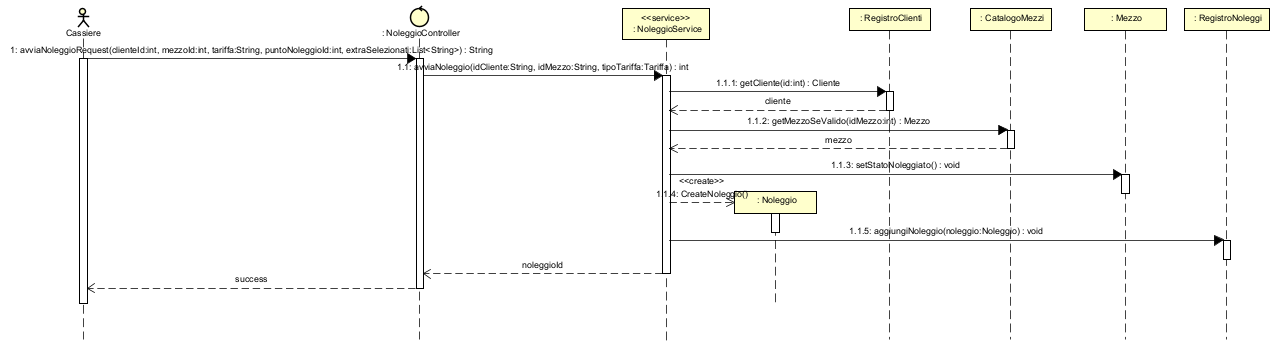 Cassiere
: NoleggioController
<<service>>
: NoleggioService
: RegistroClienti
: CatalogoMezzi
: Mezzo
: RegistroNoleggi
1: avviaNoleggioRequest(clienteId:int, mezzoId:int, tariffa:String, puntoNoleggioId:int, extraSelezionati:List<String>) : String
1.1: avviaNoleggio(idCliente:String, idMezzo:String, tipoTariffa:Tariffa) : int
1.1.1: getCliente(id:int) : Cliente
cliente
1.1.2: getMezzoSeValido(idMezzo:int) : Mezzo
mezzo
1.1.3: setStatoNoleggiato() : void
<<create>>
1.1.4: CreateNoleggio()
: Noleggio
1.1.5: aggiungiNoleggio(noleggio:Noleggio) : void
noleggioId
success